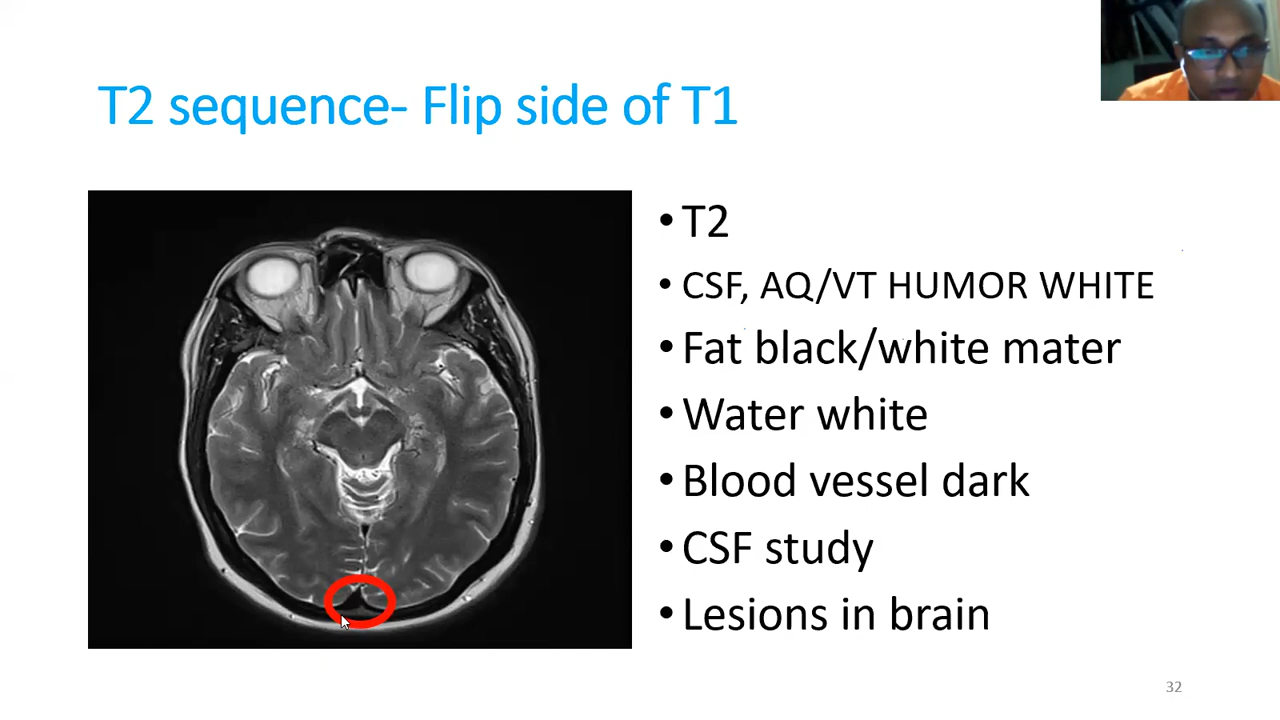 T2 sequence- Flip side of T1
• T2
• CSF, AQ/VT HUMOR WHITE
• Fat black/white mater
• Water white
• Blood vessel dark
• CSF study
• Lesions in brain
32